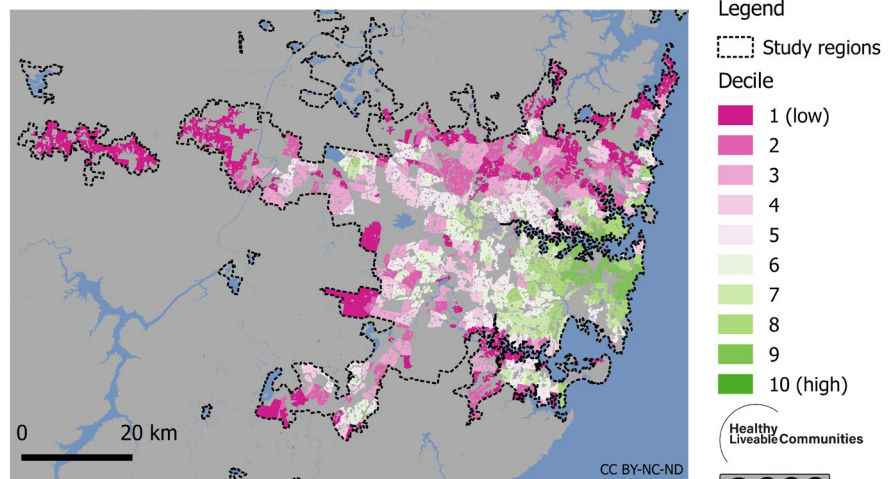 Legend
Study regions
Decile
1 (low)
2
3
4
5
6
7
8
9
10 (high)
Healthy
Liveable Communities
0 20 km
CC BY-NC-ND